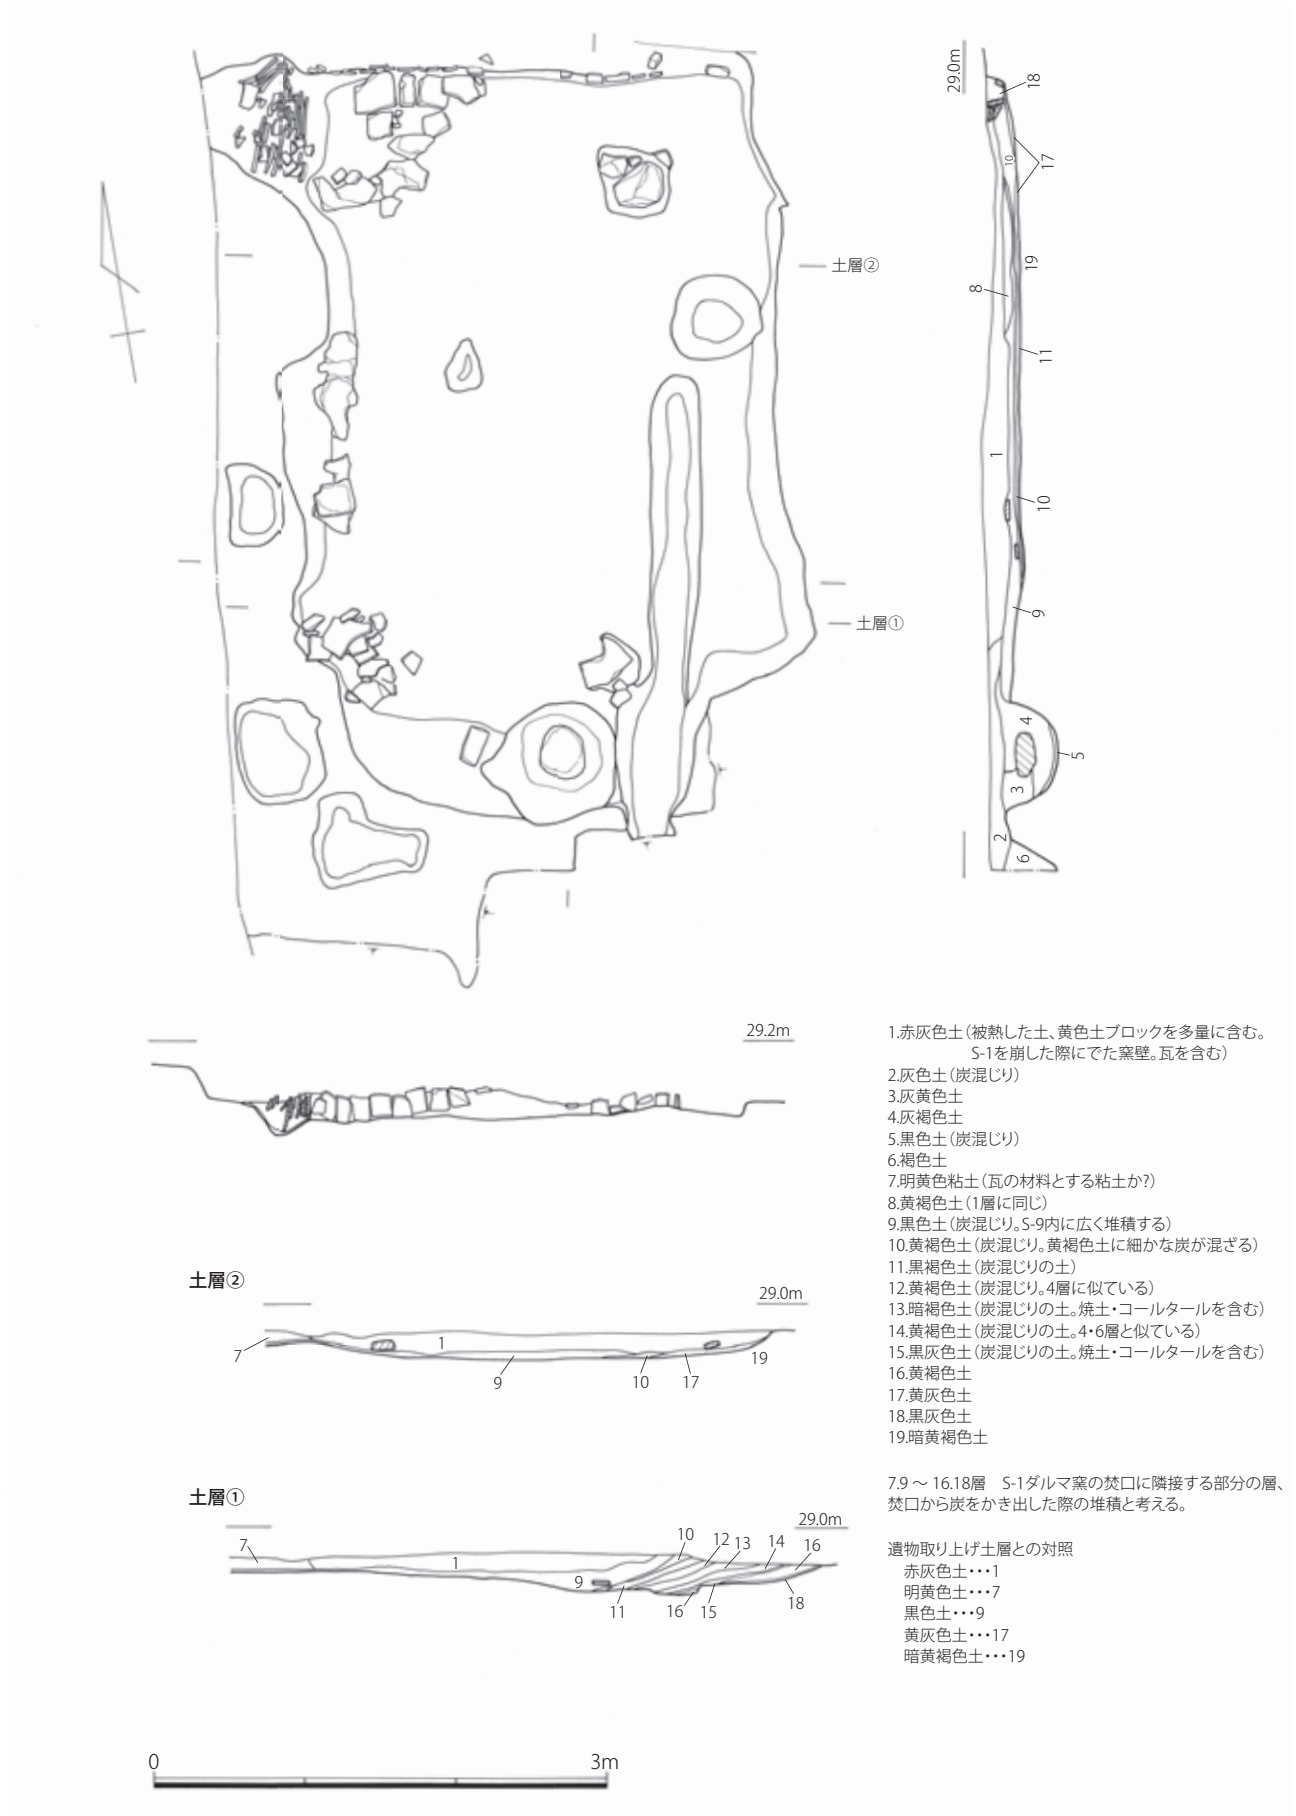 29.0m
18
10
17
土層②
19
8
11
1
10
土層①
9
4
5
3
2
6
29.2m
1.赤灰色土（被熱した土、黄色土ブロックを多量に含む。
S-1を崩した際にでた窯壁。瓦を含む）
2.灰色土（炭混じり）
3.灰黄色土
4.灰褐色土
5.黒色土（炭混じり）
6.褐色土
7.明黄色粘土（瓦の材料とする粘土か?）
8.黄褐色土（1層に同じ）
9.黒色土（炭混じり。S-9内に広く堆積する）
10.黄褐色土（炭混じり。黄褐色土に細かな炭が混ざる）
11.黒褐色土（炭混じりの土）
12.黄褐色土（炭混じり。4層に似ている）
13.暗褐色土（炭混じりの土。焼土・コールタールを含む）
14.黄褐色土（炭混じりの土。4・6層と似ている）
15.黒灰色土（炭混じりの土。焼土・コールタールを含む）
16.黄褐色土
17.黄灰色土
18.黒灰色土
19.暗黄褐色土
土層②
29.0m
7
1
9
10
17
19
7.9 〜 16.18層　S-1ダルマ窯の焚口に隣接する部分の層、
焚口から炭をかき出した際の堆積と考える。
土層①
29.0m
7
1
10
12
13
14
16
9
11
16
15
18
遺物取り上げ土層との対照
赤灰色土・・・1
明黄色土・・・7
黒色土・・・9
黄灰色土・・・17
暗黄褐色土・・・19
0
3m